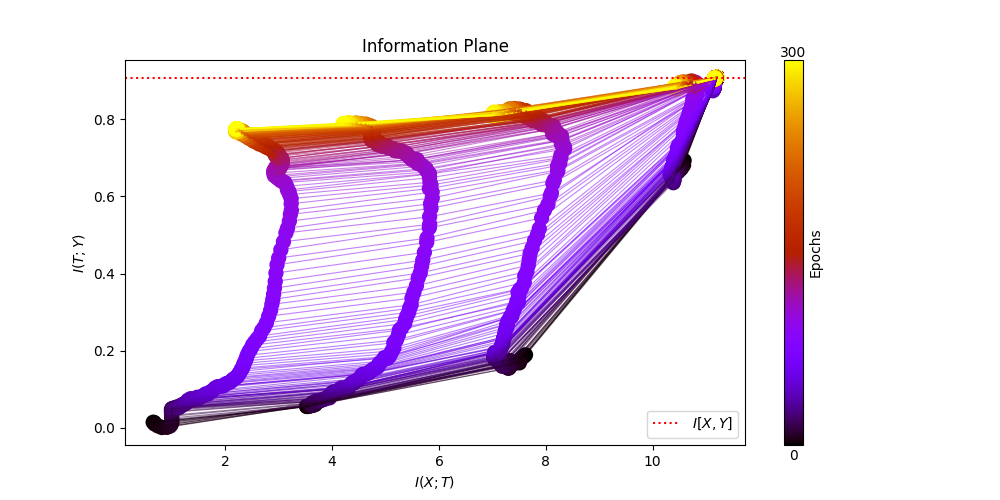 Information Plane
300
0.8
0.6
0.4
0.2
0.0
I(T; Y)
Epochs
I[X, Y]
0
2 4 6 8 10
I(X; T)